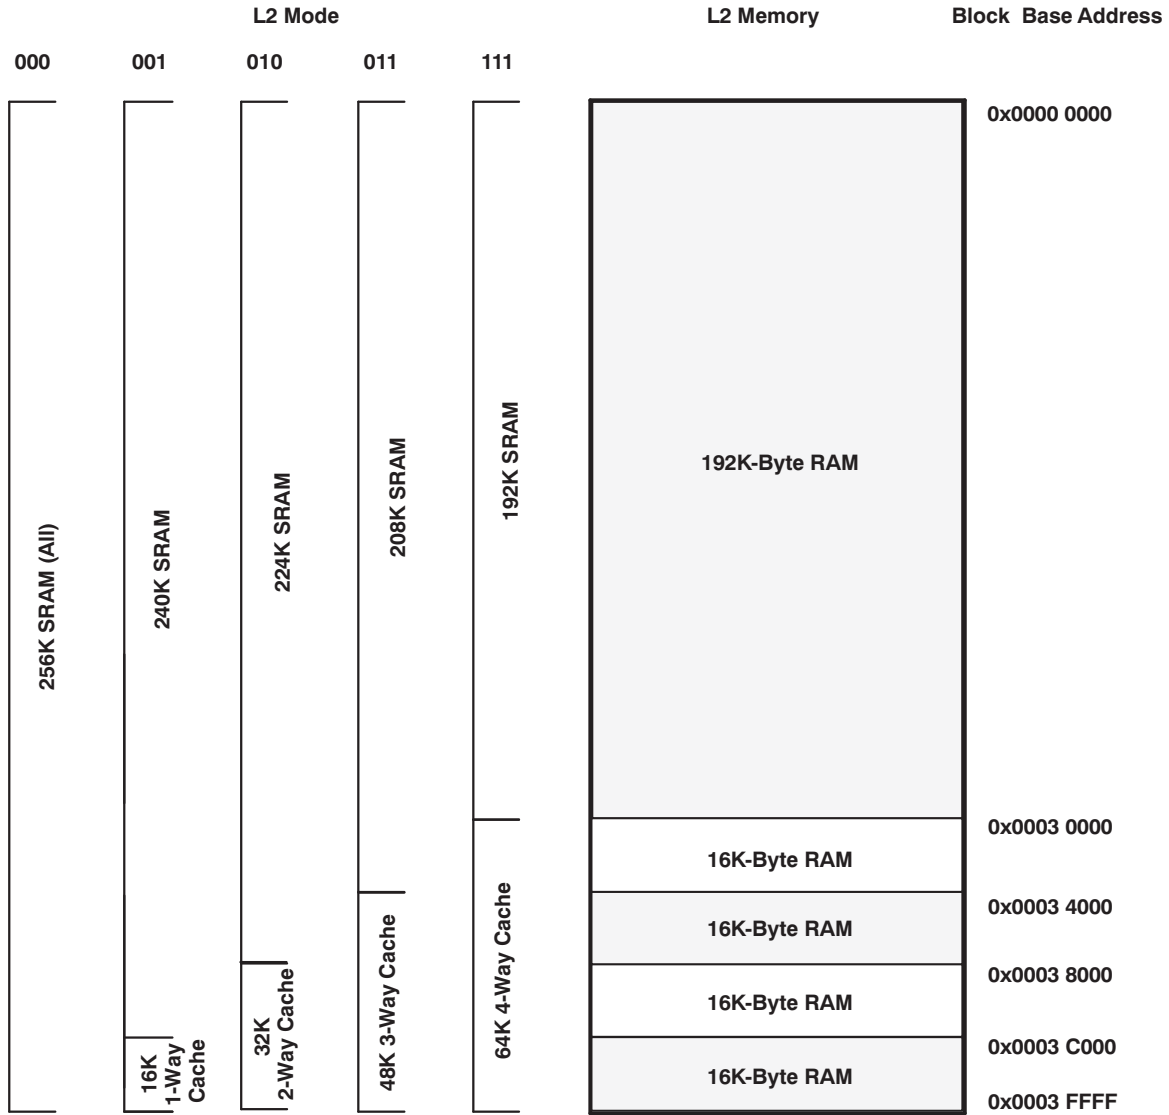 L2 Mode
L2 Memory
Block Base Address
000
001
010
011
111
0x0000 0000
256K SRAM (All)
240K SRAM
224K SRAM
208K SRAM
192K SRAM
192K-Byte RAM
0x0003 0000
16K-Byte RAM
0x0003 4000
16K-Byte RAM
0x0003 8000
16K-Byte RAM
0x0003 C000
16K-Byte RAM
0x0003 FFFF
16K
1-Way
Cache
32K
2-Way Cache
48K 3-Way Cache
64K 4-Way Cache